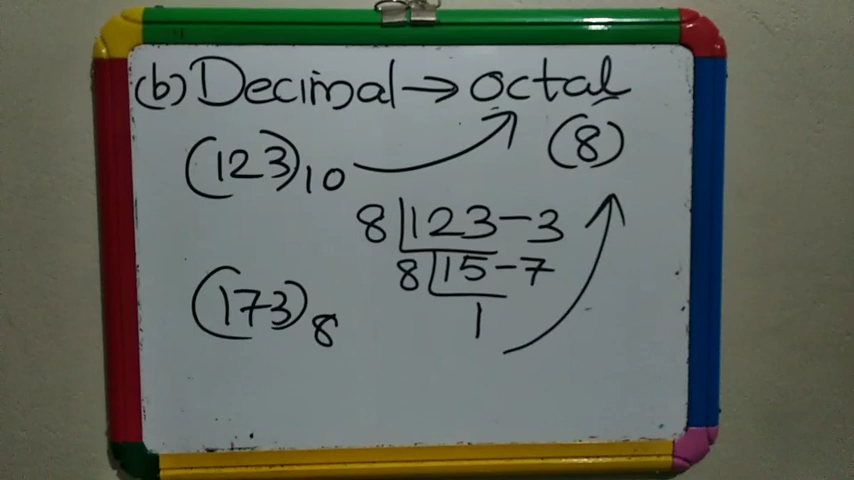 (b) Decimal → octal
(123)10 (8)
8 123 - 3
8 15 - 7
1
(173)8